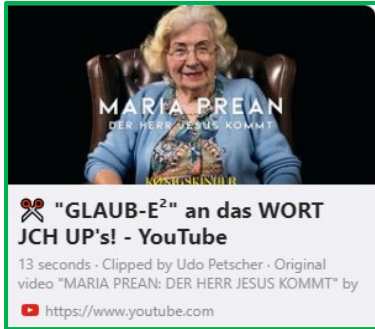 MARIA PREAN
DER HERR JESUS KOMMT
KÖNIGSKINDER
"GLAUB-E²" an das WORT
JCH UP's! - YouTube
13 seconds · Clipped by Udo Petscher · Original
video "MARIA PREAN: DER HERR JESUS KOMMT" by
https://www.youtube.com